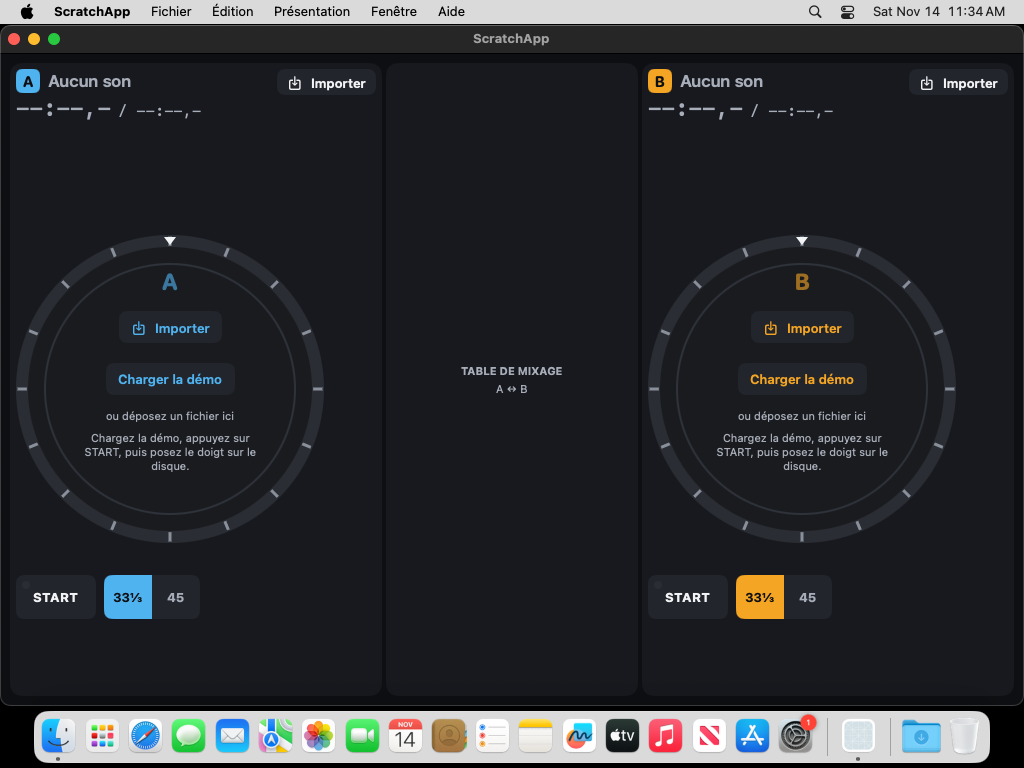 ScratchApp Fichier Édition Présentation Fenêtre Aide Sat Nov 14 11:34 AM
ScratchApp
A Aucun son Importer
--:--,- / --:--,-
A
Importer
Charger la démo
ou déposez un fichier ici
Chargez la démo, appuyez sur
START, puis posez le doigt sur le
disque.
START 33⅓ 45
TABLE DE MIXAGE
A ↔ B
B Aucun son Importer
--:--,- / --:--,-
B
Importer
Charger la démo
ou déposez un fichier ici
Chargez la démo, appuyez sur
START, puis posez le doigt sur le
disque.
START 33⅓ 45
NOV
14
tv
1